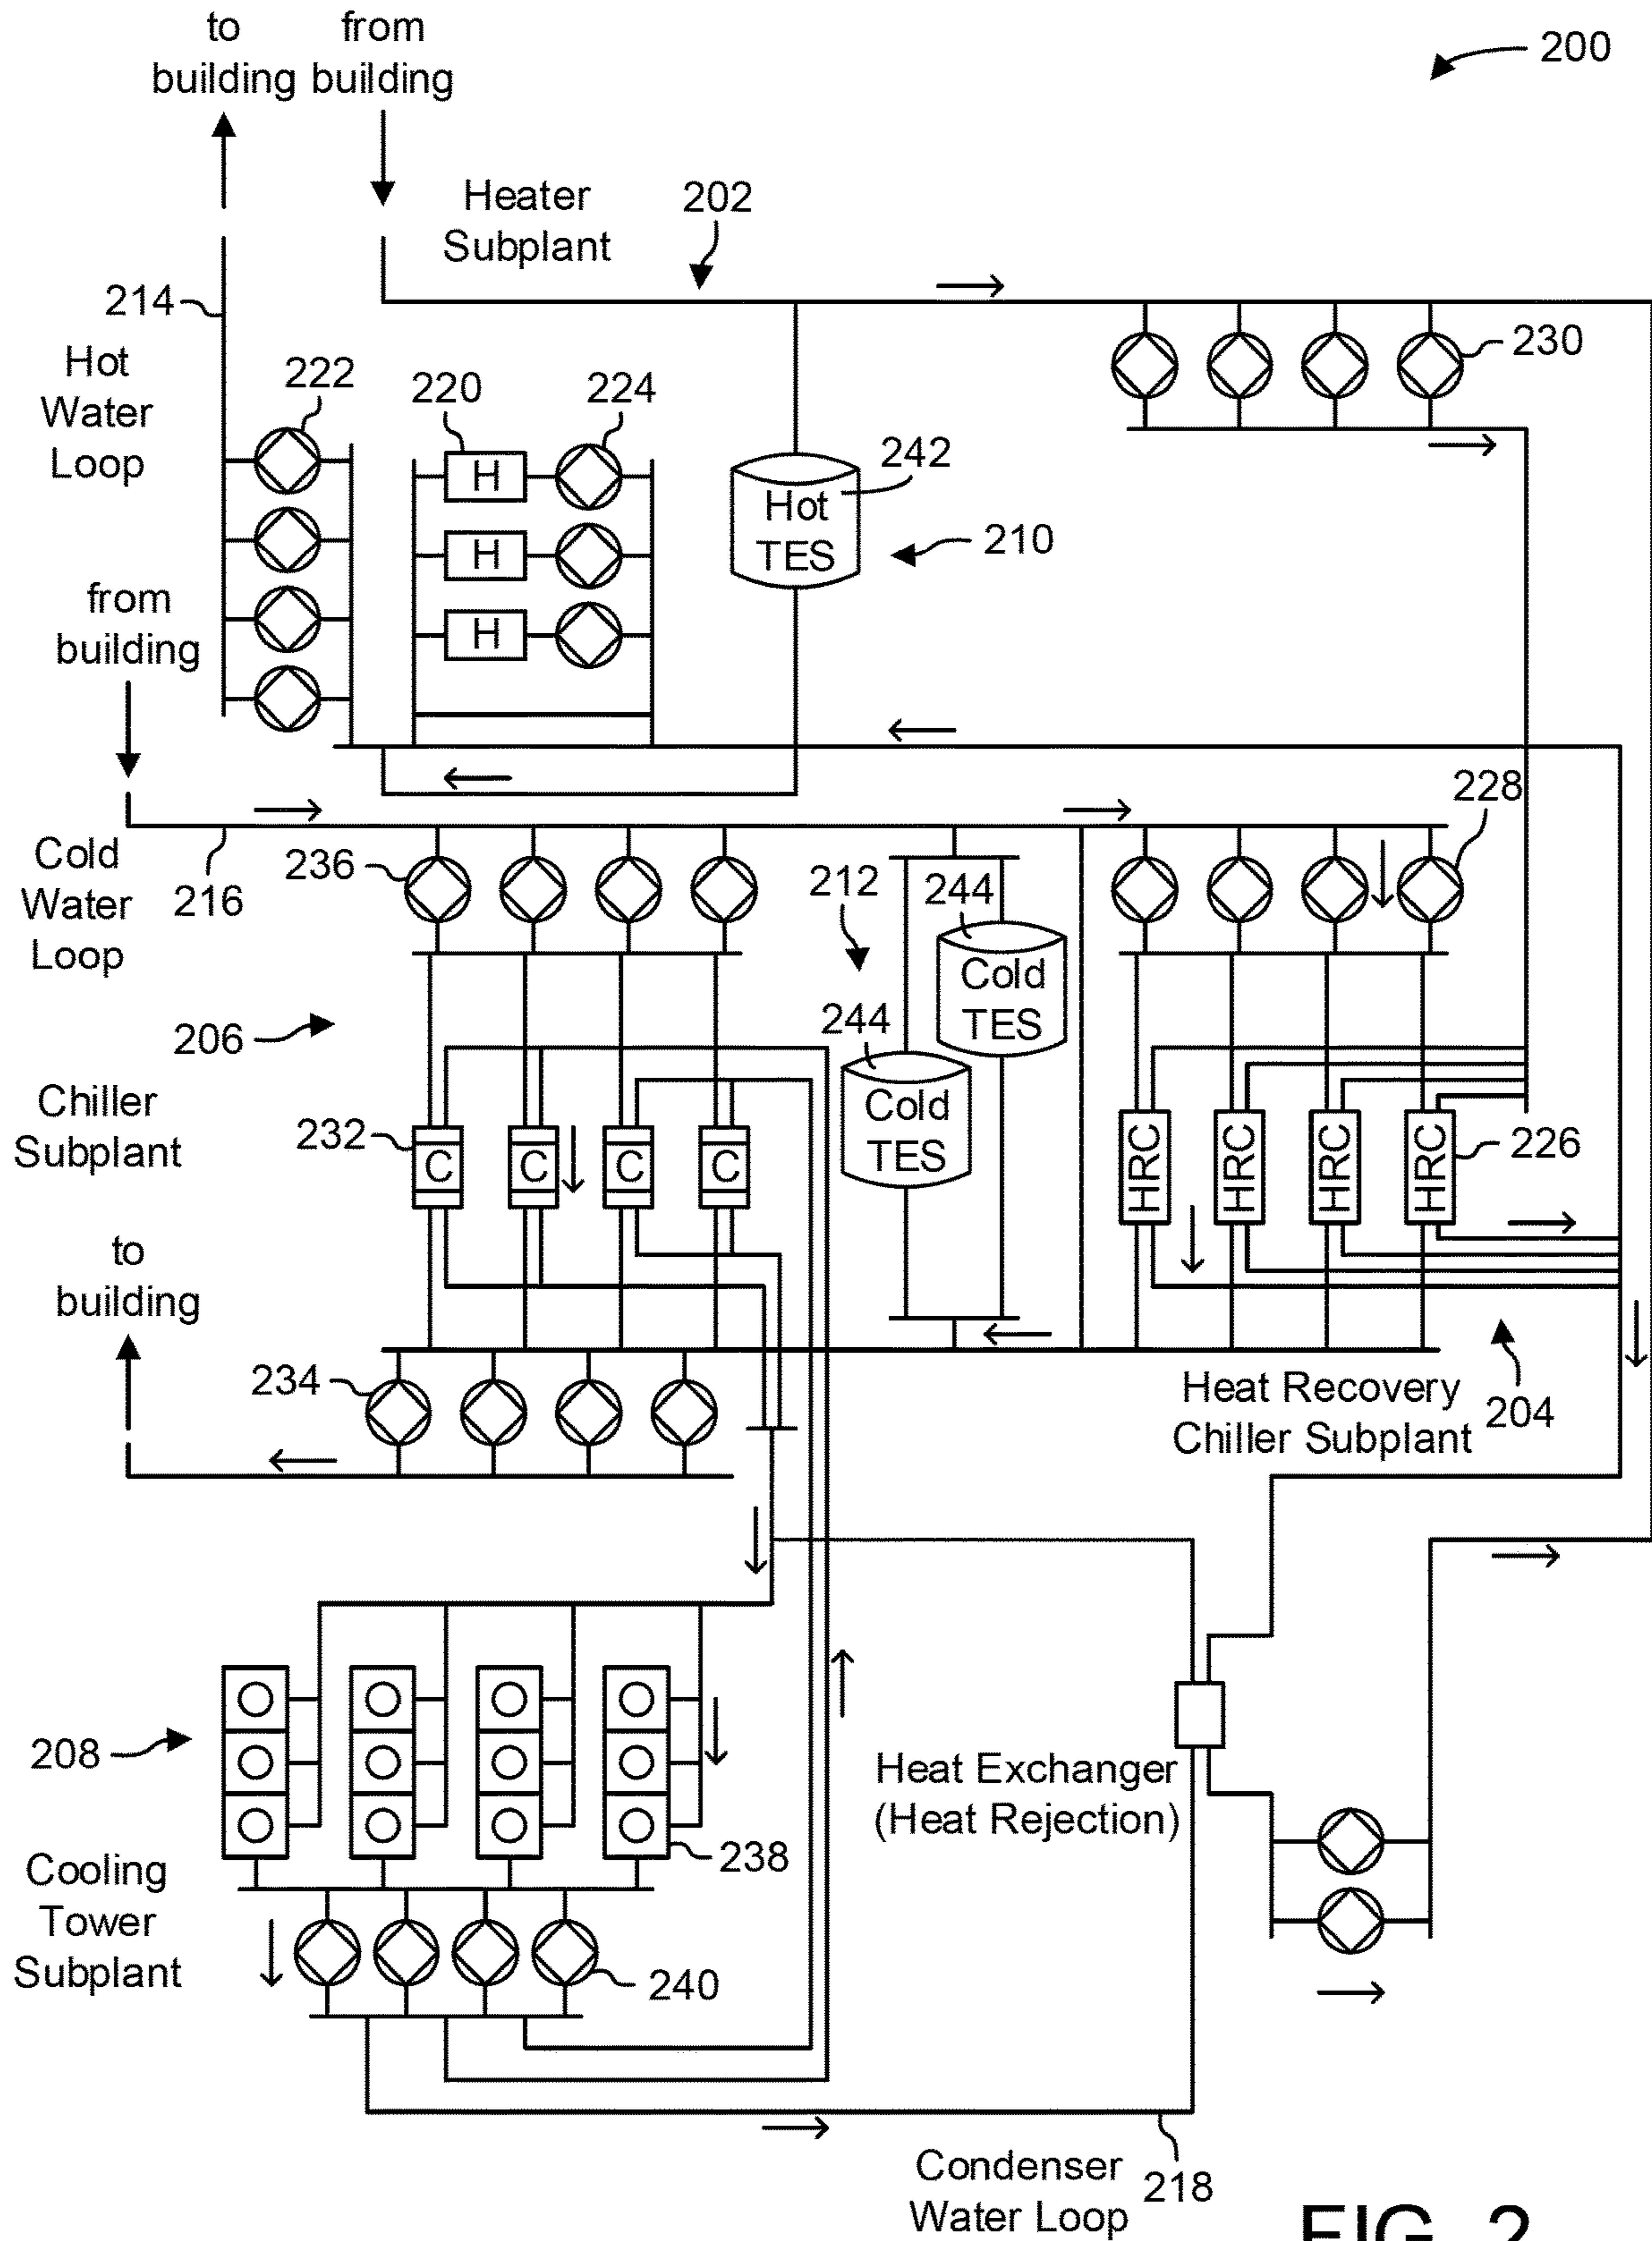 to
building
from
building
200
Heater
Subplant
202
214
Hot
Water
Loop
222
220
224
230
H
H
H
Hot
TES
242
210
from
building
228
Cold
Water
Loop
216
236
212
244
Cold
TES
244
Cold
TES
206
Chiller
Subplant
232
C
C
C
C
HRC
HRC
HRC
HRC
226
to
building
234
Heat Recovery
Chiller Subplant
204
208
238
Heat Exchanger
(Heat Rejection)
Cooling
Tower
Subplant
240
Condenser
Water Loop
218
FIG. 2